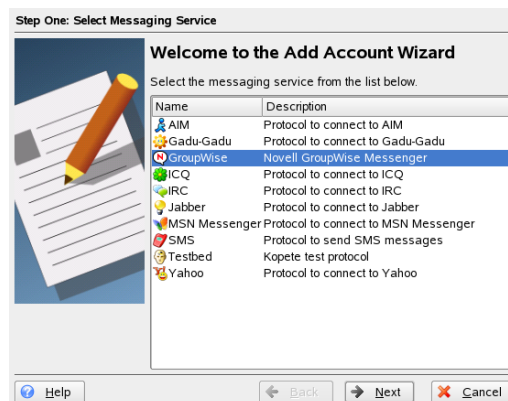 Step One: Select Messaging Service
Welcome to the Add Account Wizard
Select the messaging service from the list below.
Name Description
AIM Protocol to connect to AIM
Gadu-Gadu Protocol to connect to Gadu-Gadu
N GroupWise Novell GroupWise Messenger
ICQ Protocol to connect to ICQ
IRC Protocol to connect to IRC
Jabber Protocol to connect to Jabber
MSN Messenger Protocol to connect to MSN Messenger
SMS Protocol to send SMS messages
Testbed Kopete test protocol
Yahoo Protocol to connect to Yahoo
Help Back Next Cancel